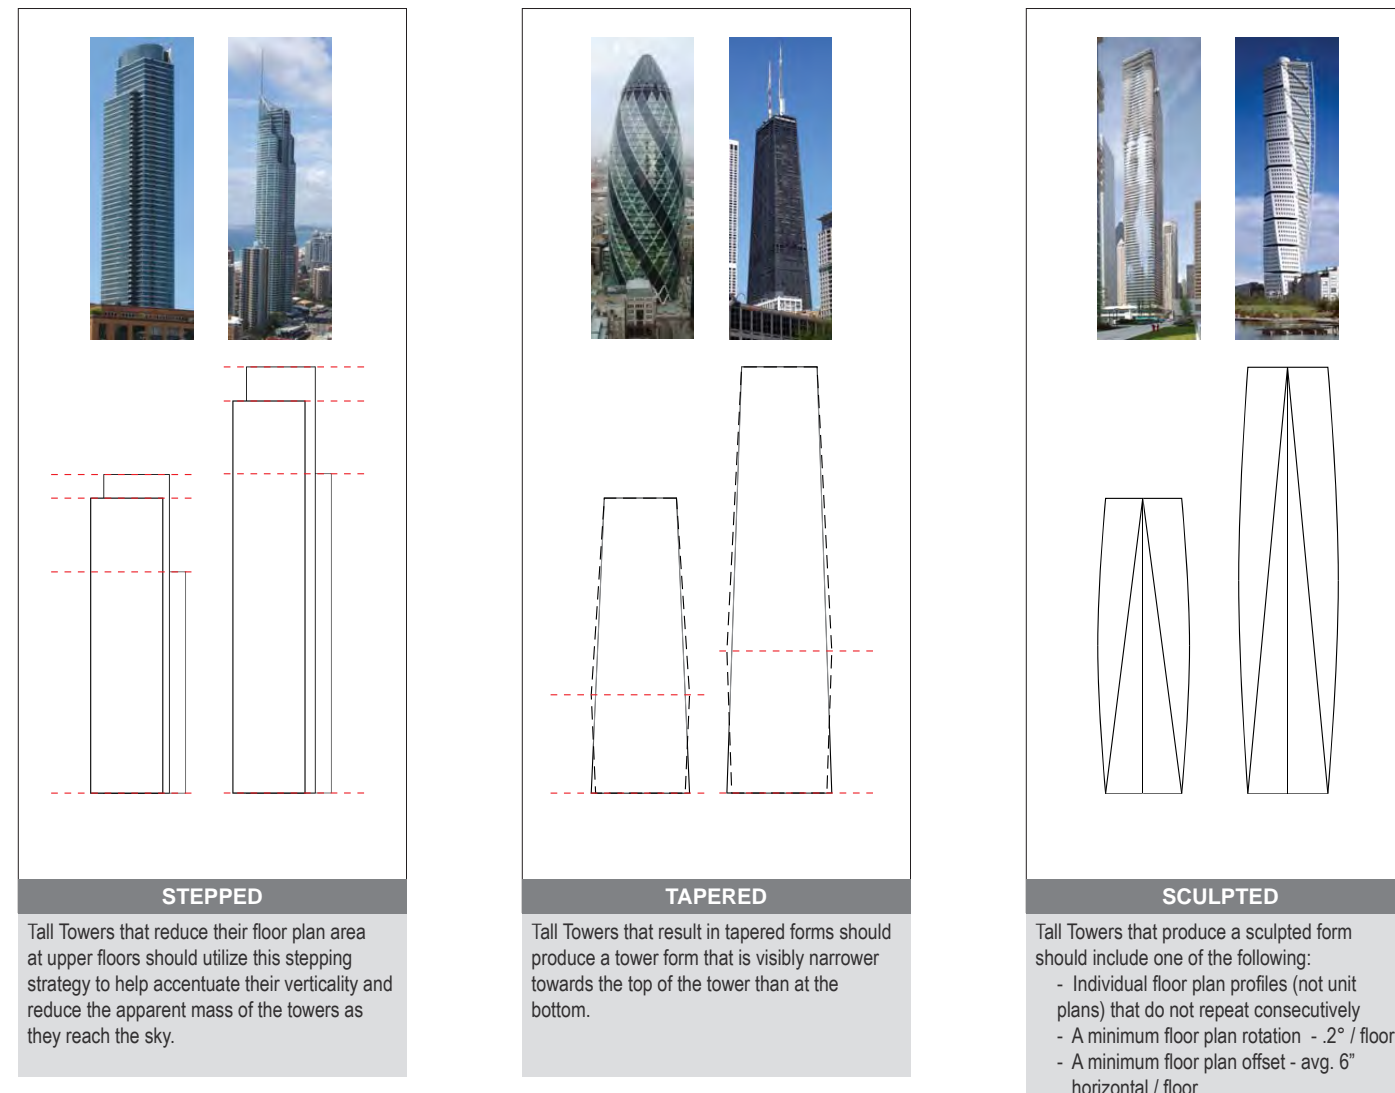 STEPPED
Tall Towers that reduce their floor plan area
at upper floors should utilize this stepping
strategy to help accentuate their verticality and
reduce the apparent mass of the towers as
they reach the sky.
TAPERED
Tall Towers that result in tapered forms should
produce a tower form that is visibly narrower
towards the top of the tower than at the
bottom.
SCULPTED
Tall Towers that produce a sculpted form
should include one of the following:
- Individual floor plan profiles (not unit
plans) that do not repeat consecutively
- A minimum floor plan rotation - .2° / floor
- A minimum floor plan offset - avg. 6”
horizontal / floor